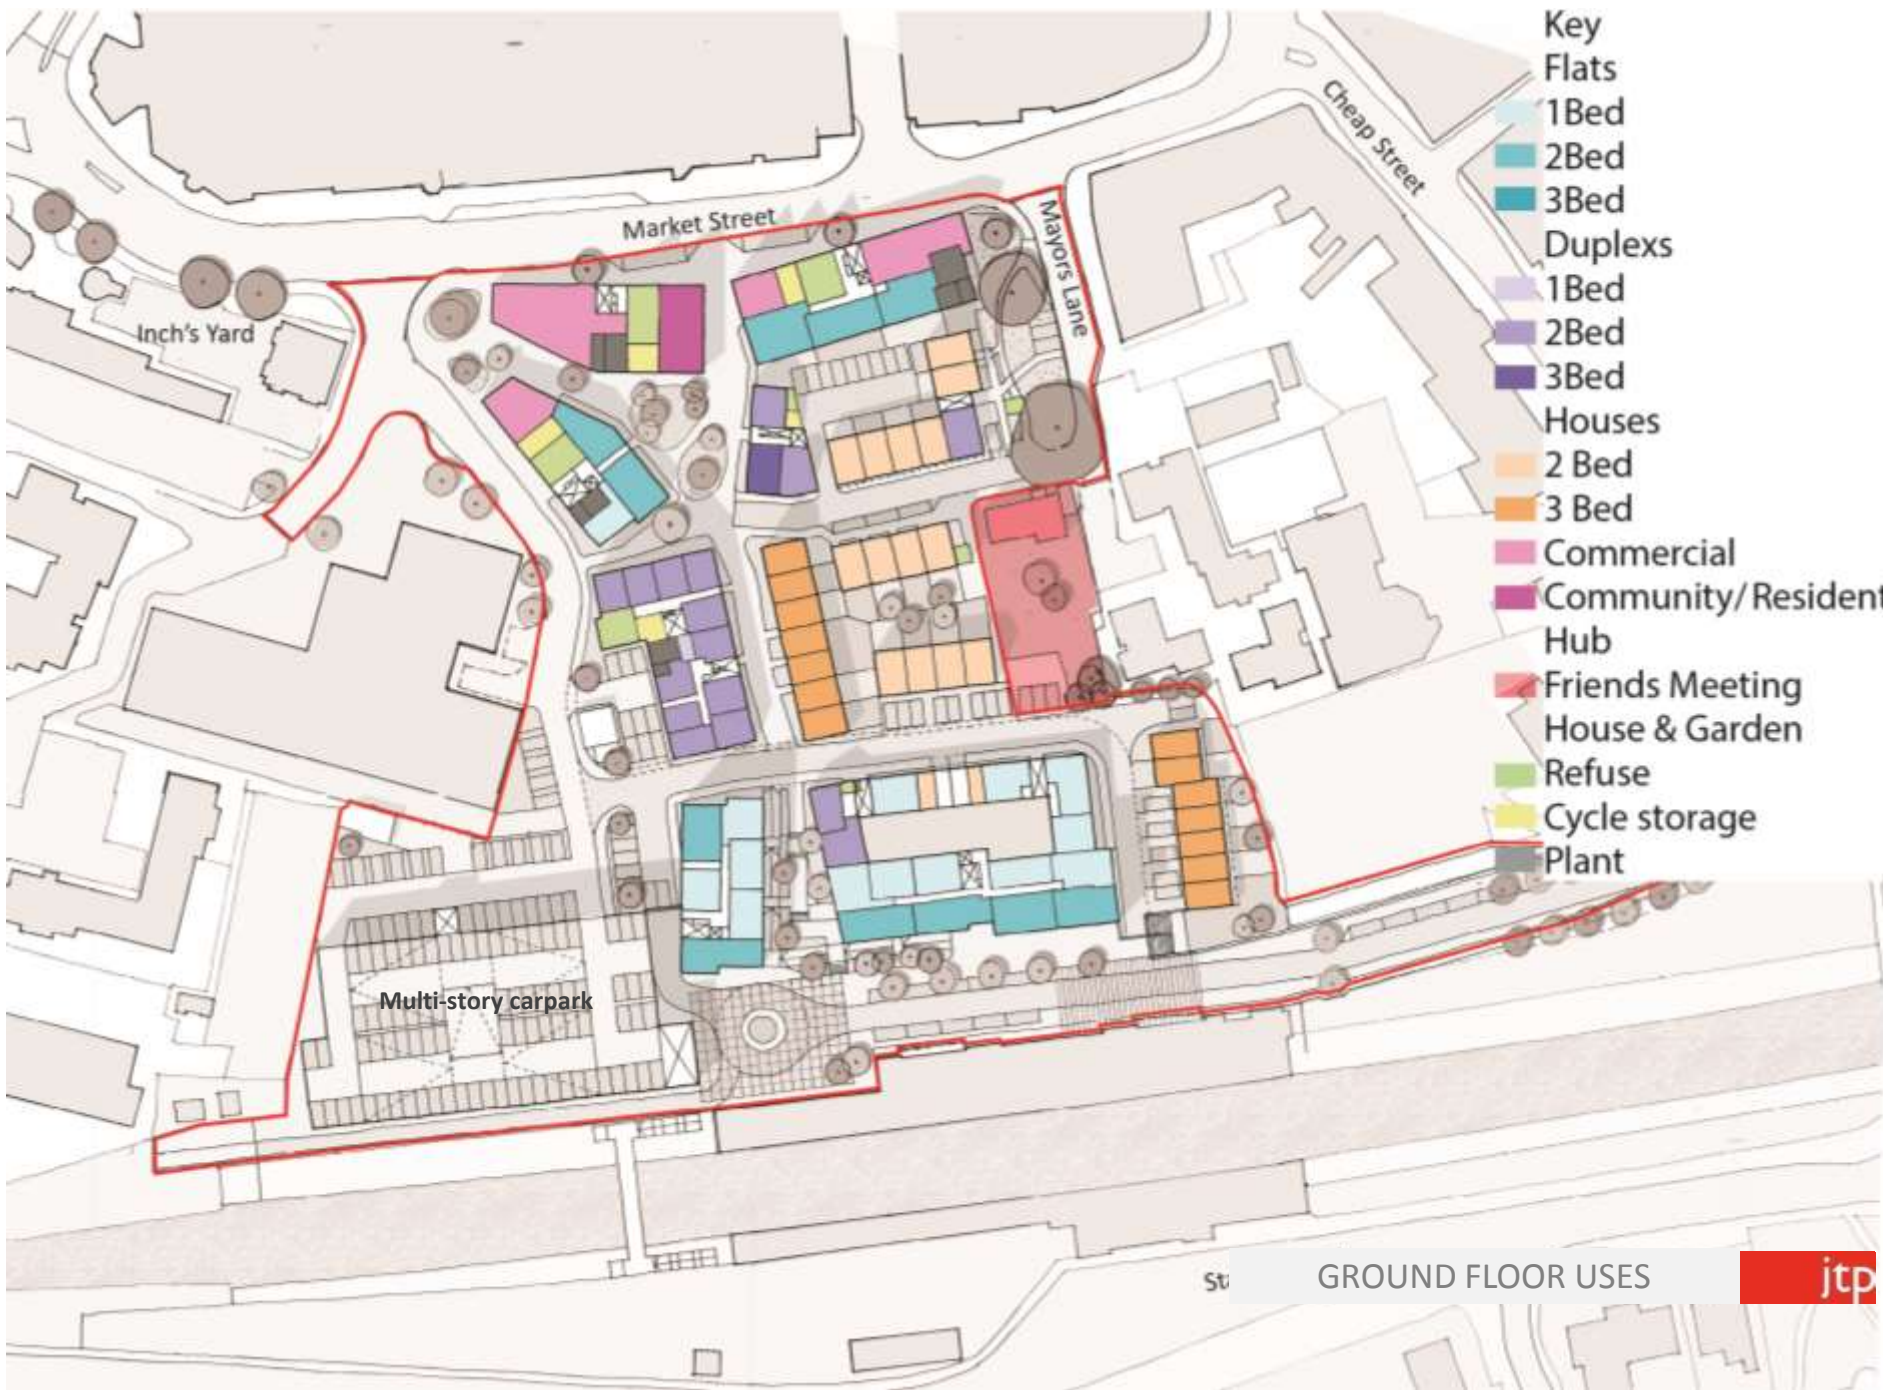 Key
Flats
1Bed
2Bed
3Bed
Duplexs
1Bed
2Bed
3Bed
Houses
2 Bed
3 Bed
Commercial
Community/Resident
Hub
Friends Meeting
House & Garden
Refuse
Cycle storage
Plant
Cheap Street
Market Street
Mayors Lane
Inch's Yard
Multi-story carpark
GROUND FLOOR USES
jtp